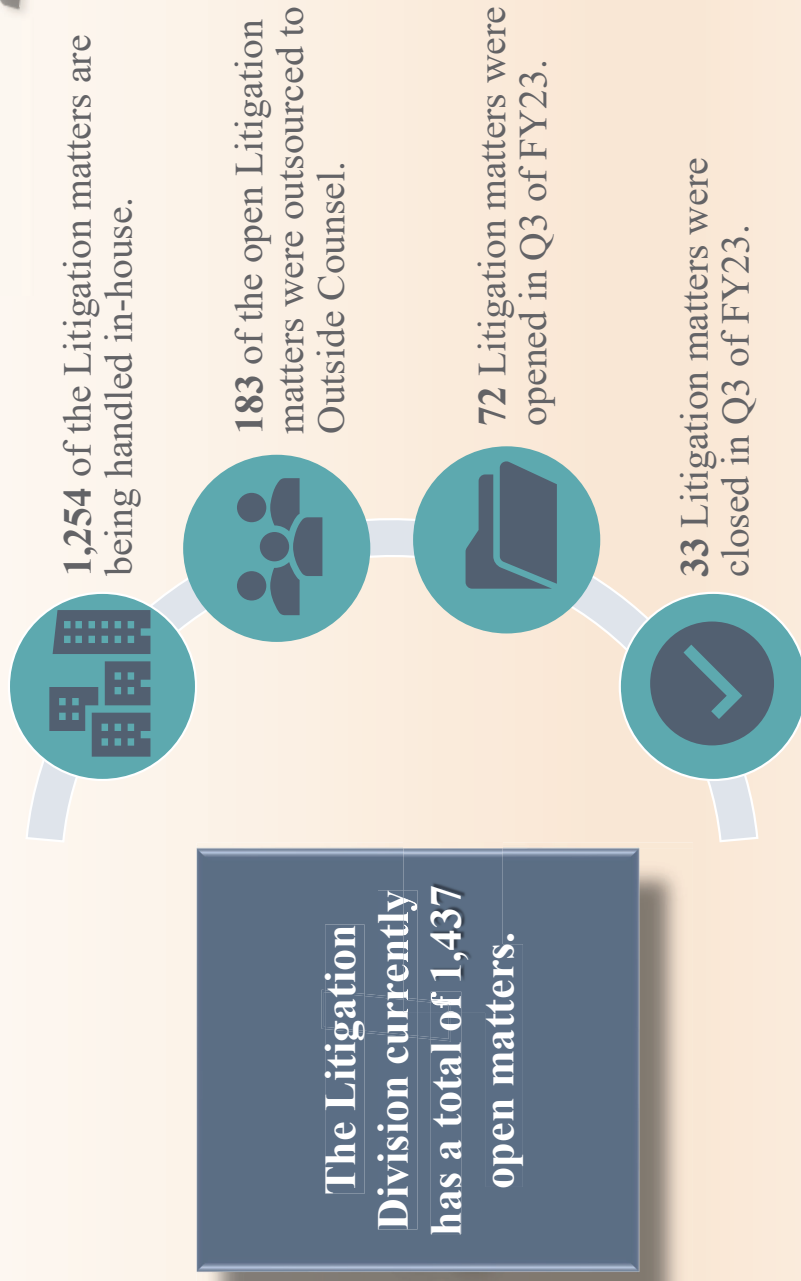 The Litigation
Division currently
has a total of 1,437
open matters.
1,254 of the Litigation matters are
being handled in-house.
183 of the open Litigation
matters were outsourced to
Outside Counsel.
72 Litigation matters were
opened in Q3 of FY23.
33 Litigation matters were
closed in Q3 of FY23.